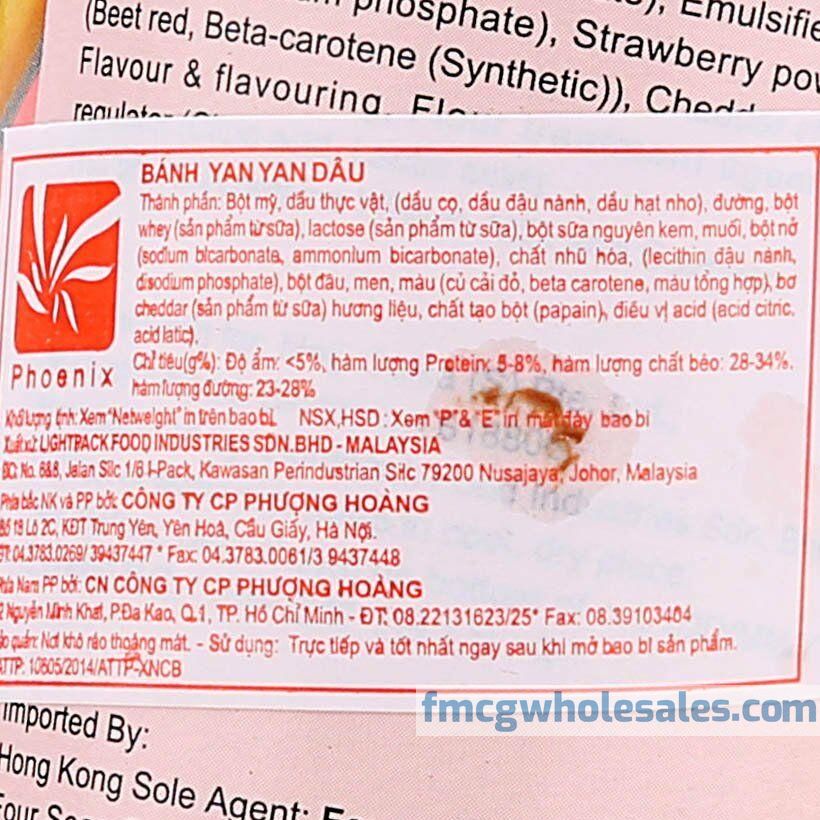 phosphate), Emulsifie
(Beet red, Beta-carotene (Synthetic)), Strawberry pow
Flavour & flavouring,
BÁNH YAN YAN DÂU
Thành phần: Bột mỳ, dầu thực vật, (dầu cọ, dầu đậu nành, dầu hạt nho), đường, bột
whey (sản phẩm từ sữa), lactose (sản phẩm từ sữa), bột sữa nguyên kem, muối, bột nở
(sodium bicarbonate, ammonium bicarbonate), chất nhũ hóa, (lecithin đậu nành,
disodium phosphate), bột dâu, men, màu (củ cải đỏ, beta carotene, màu tổng hợp), bơ
cheddar (sản phẩm từ sữa) hương liệu, chất tạo bột (papain), điều vị acid (acid citric,
acid latic).
Phoenix
Chỉ tiêu(g%): Độ ẩm: <5%, hàm lượng Protein: 5-8%, hàm lượng chất béo: 28-34%,
hàm lượng đường: 23-28%
Khối lượng tịnh: Xem "Netweight" in trên bao bì. NSX,HSD : Xem "P"& "E" in mặt đáy bao bì
Xuất xứ: LIGHTPACK FOOD INDUSTRIES SDN.BHD - MALAYSIA
ĐC: No. 6&8, Jalan Silc 1/6 I-Pack, Kawasan Perindustrian Silc 79200 Nusajaya, Johor, Malaysia
Phía bắc NK và PP bởi: CÔNG TY CP PHƯỢNG HOÀNG
Số 18 Lô 2C, KĐT Trung Yên, Yên Hoà, Cầu Giấy, Hà Nội.
ĐT: 04.3783.0269/ 39437447 * Fax: 04.3783.0061/3 9437448
Phía Nam PP bởi: CN CÔNG TY CP PHƯỢNG HOÀNG
2 Nguyễn Minh Khai, P.Đa Kao, Q.1, TP. Hồ Chí Minh - ĐT: 08.22131623/25* Fax: 08.39103404
Bảo quản: Nơi khô ráo thoáng mát. - Sử dụng: Trực tiếp và tốt nhất ngay sau khi mở bao bì sản phẩm.
ATTP: 10605/2014/ATTP-XNCB
fmcgwholesales.com
Imported By:
Hong Kong Sole Agent: